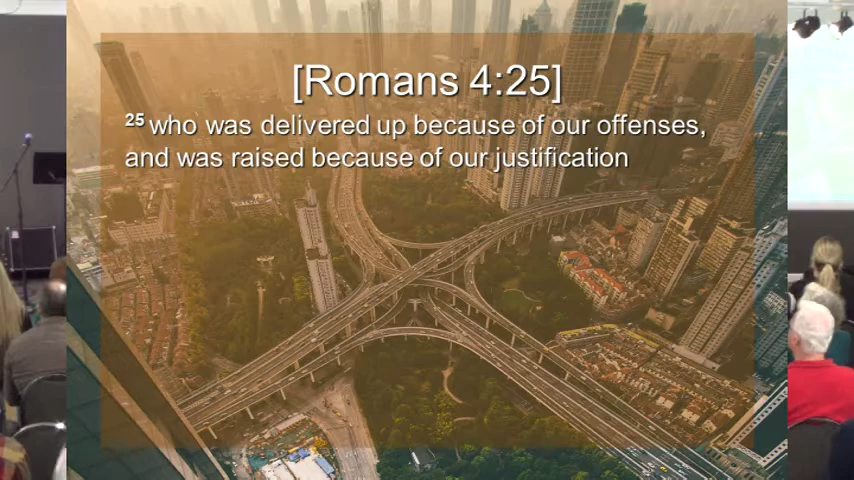 [Romans 4:25]
25 who was delivered up because of our offenses,
and was raised because of our justification